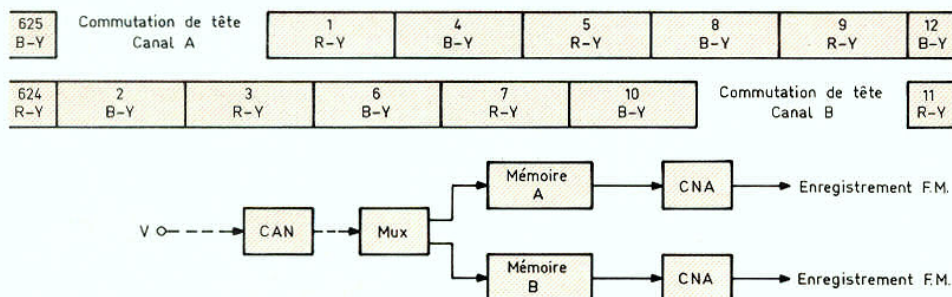 625 Commutation de tête 1 4 5 8 9 12
B-Y Canal A R-Y B-Y R-Y B-Y R-Y B-Y
624 2 3 6 7 10 Commutation de tête 11
R-Y B-Y R-Y B-Y R-Y B-Y Canal B R-Y
Mémoire
A
CNA
Enregistrement F.M.
V
CAN
Mux
Mémoire
B
CNA
Enregistrement F.M.